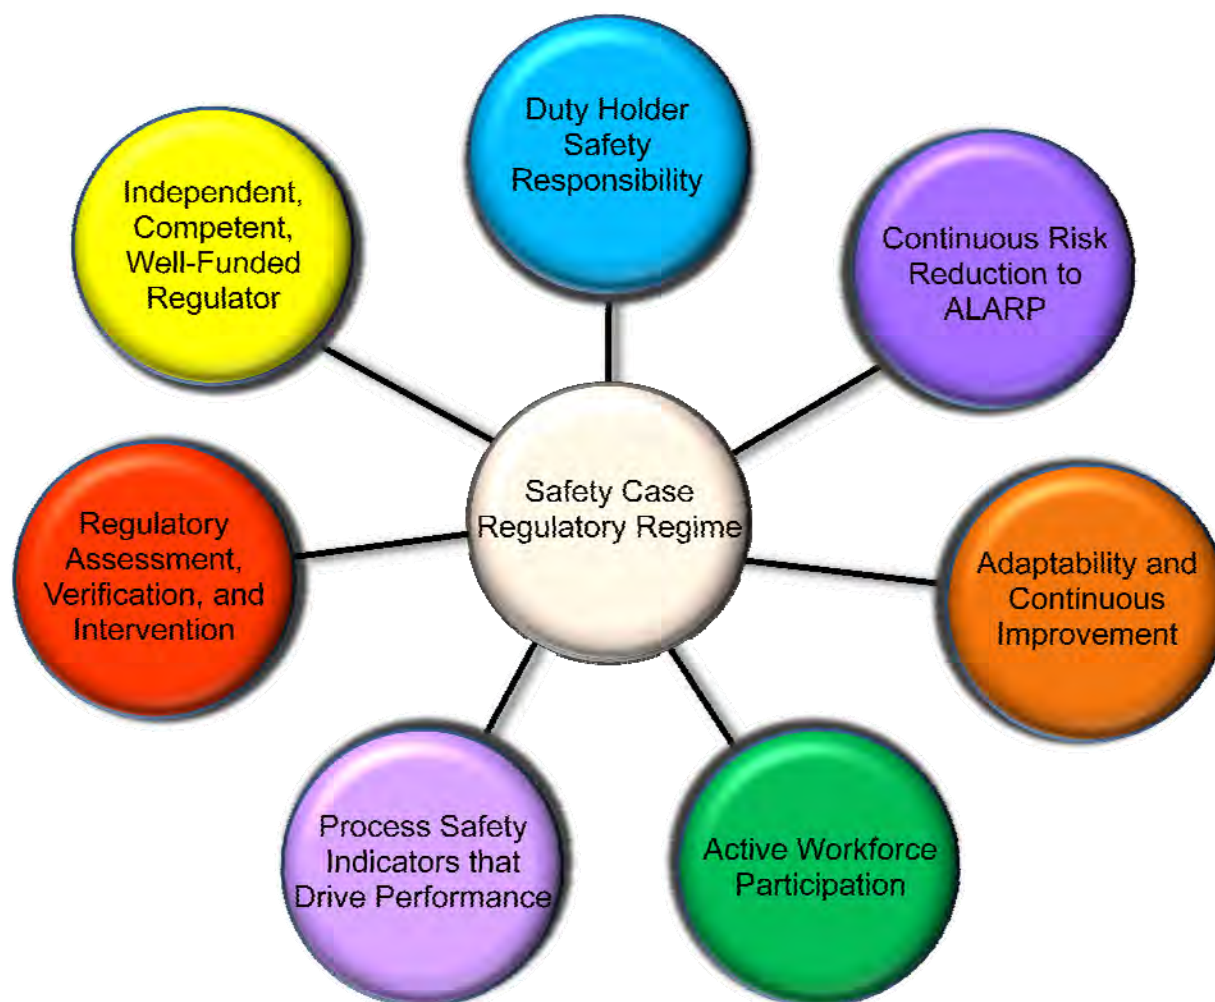 Duty Holder
Safety
Responsibility
Continuous Risk
Reduction to
ALARP
Adaptability and
Continuous
Improvement
Active Workforce
Participation
Process Safety
Indicators that
Drive Performance
Regulatory
Assessment,
Verification, and
Intervention
Independent,
Competent,
Well-Funded
Regulator
Safety Case
Regulatory Regime